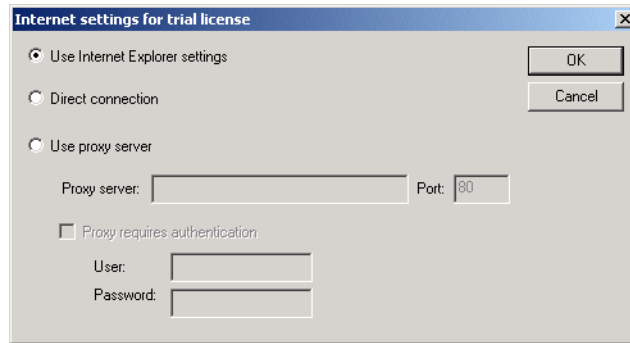 Internet settings for trial license
Use Internet Explorer settings
OK
Direct connection
Cancel
Use proxy server
Proxy server: Port: 80
Proxy requires authentication
User:
Password: